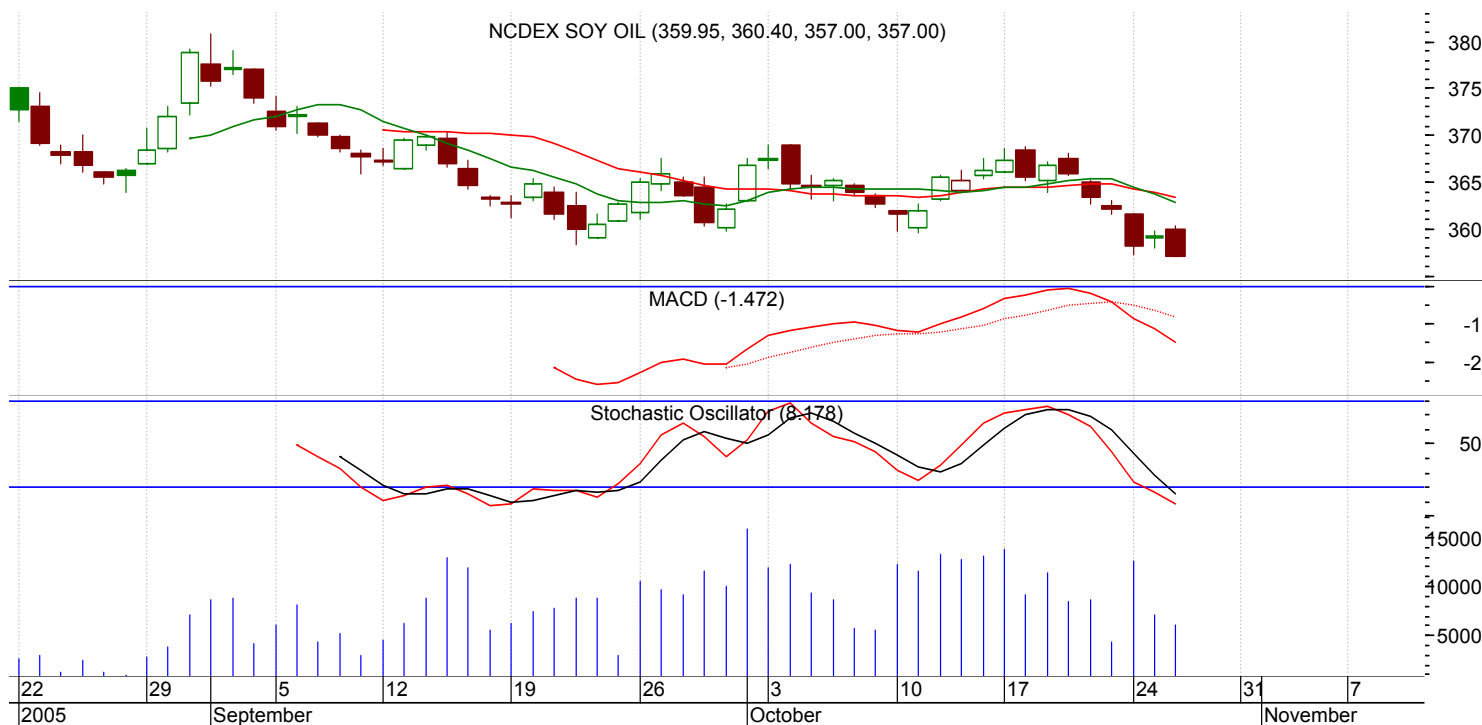 NCDEX SOY OIL (359.95, 360.40, 357.00, 357.00)
380
375
370
365
360
MACD (-1.472)
-1
-2
Stochastic Oscillator (8.178)
50
15000
10000
5000
22 29 5 12 19 26 3 10 17 24 31 7
2005 September October November